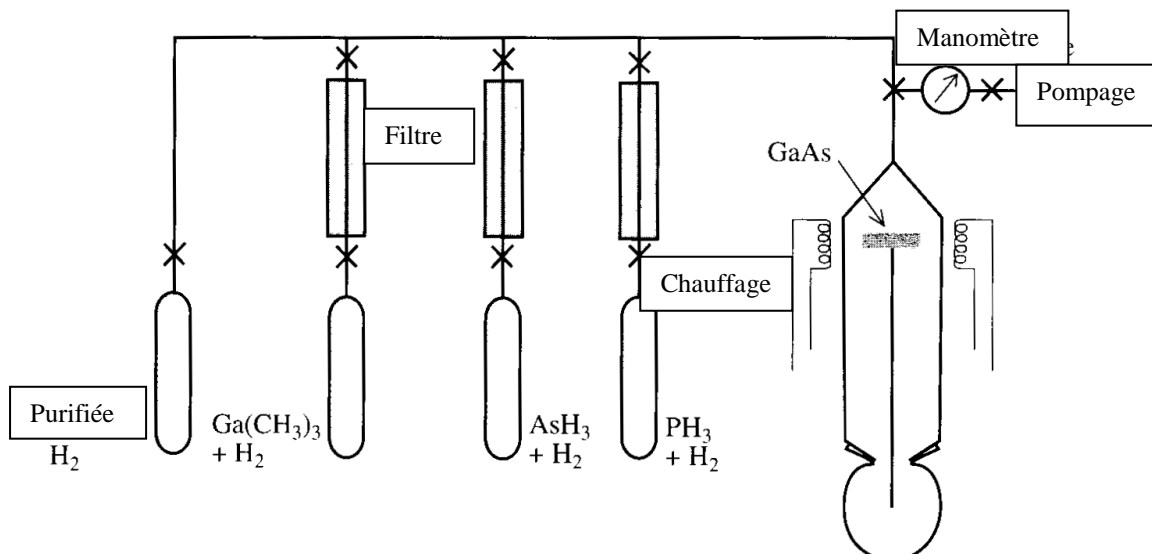 Manomètre
e
Pompage
Filtre
GaAs
Chauffage
Purifiée
H₂
Ga(CH₃)₃
+ H₂
AsH₃
+ H₂
PH₃
+ H₂